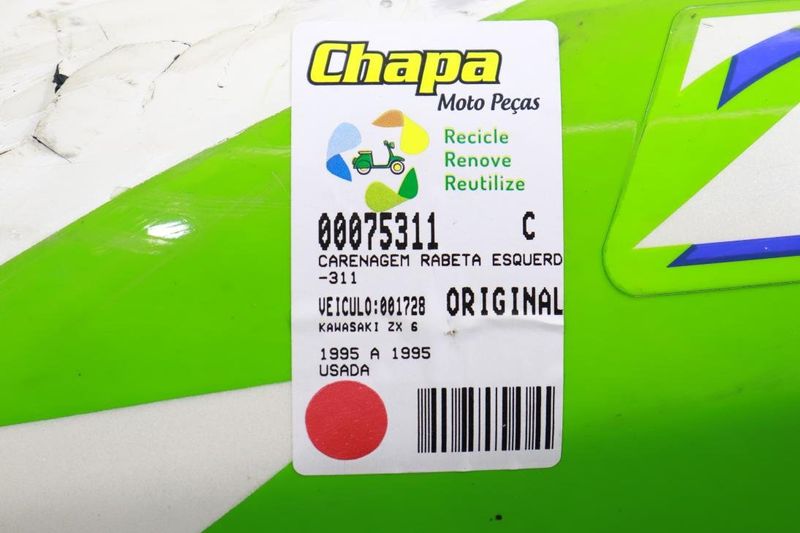 Chapa
Moto Peças
Recicle
Renove
Reutilize
00075311 C
CARENAGEM RABETA ESQUERD
-311
VEICULO:001728 ORIGINAL
KAWASAKI ZX 6
1995 A 1995
USADA